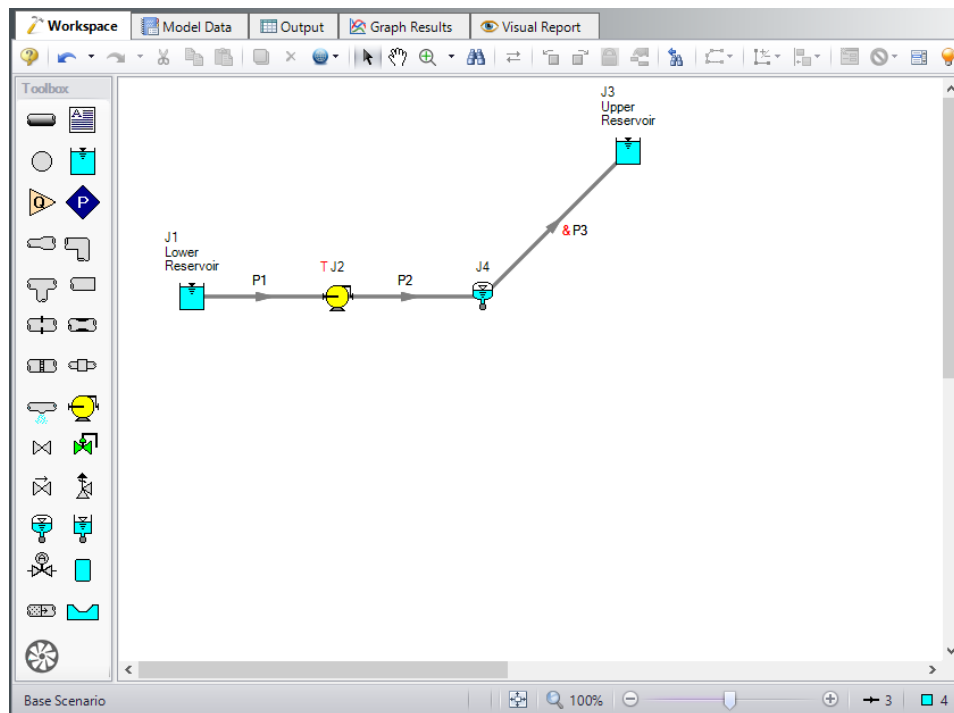 Workspace
Model Data
Output
Graph Results
Visual Report
Toolbox
A
Q
P
J1
Lower
Reservoir
P1
T J2
P2
J4
& P3
J3
Upper
Reservoir
Base Scenario
100%
3
4